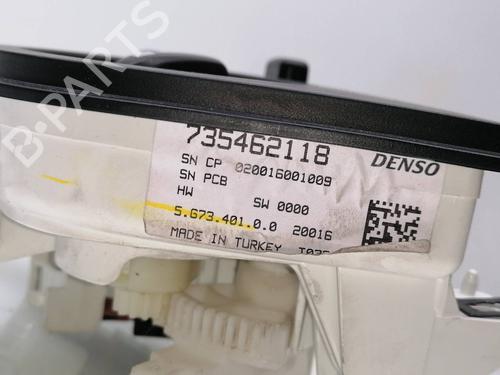 B-PARTS
735462118
DENSO
SN CP 020016001009
SN PCB
HW SW 0000
5.673.401.0.0 20016
MADE IN TURKEY